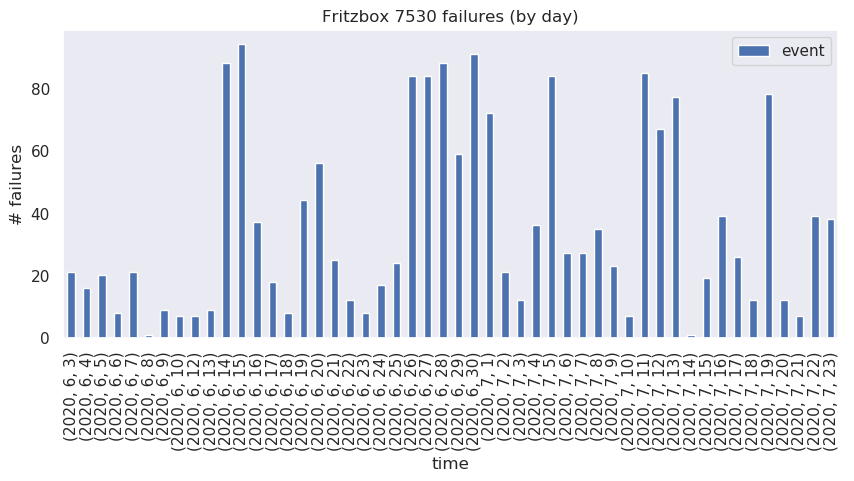 Fritzbox 7530 failures (by day)
event
# failures
80
60
40
20
0
(2020, 6, 3)
(2020, 6, 4)
(2020, 6, 5)
(2020, 6, 6)
(2020, 6, 7)
(2020, 6, 8)
(2020, 6, 9)
(2020, 6, 10)
(2020, 6, 12)
(2020, 6, 13)
(2020, 6, 14)
(2020, 6, 15)
(2020, 6, 16)
(2020, 6, 17)
(2020, 6, 18)
(2020, 6, 19)
(2020, 6, 20)
(2020, 6, 21)
(2020, 6, 22)
(2020, 6, 23)
(2020, 6, 24)
(2020, 6, 25)
(2020, 6, 26)
(2020, 6, 27)
(2020, 6, 28)
(2020, 6, 29)
(2020, 6, 30)
(2020, 7, 1)
(2020, 7, 2)
(2020, 7, 3)
(2020, 7, 4)
(2020, 7, 5)
(2020, 7, 6)
(2020, 7, 7)
(2020, 7, 8)
(2020, 7, 9)
(2020, 7, 10)
(2020, 7, 11)
(2020, 7, 12)
(2020, 7, 13)
(2020, 7, 14)
(2020, 7, 15)
(2020, 7, 16)
(2020, 7, 17)
(2020, 7, 18)
(2020, 7, 19)
(2020, 7, 20)
(2020, 7, 21)
(2020, 7, 22)
(2020, 7, 23)
time